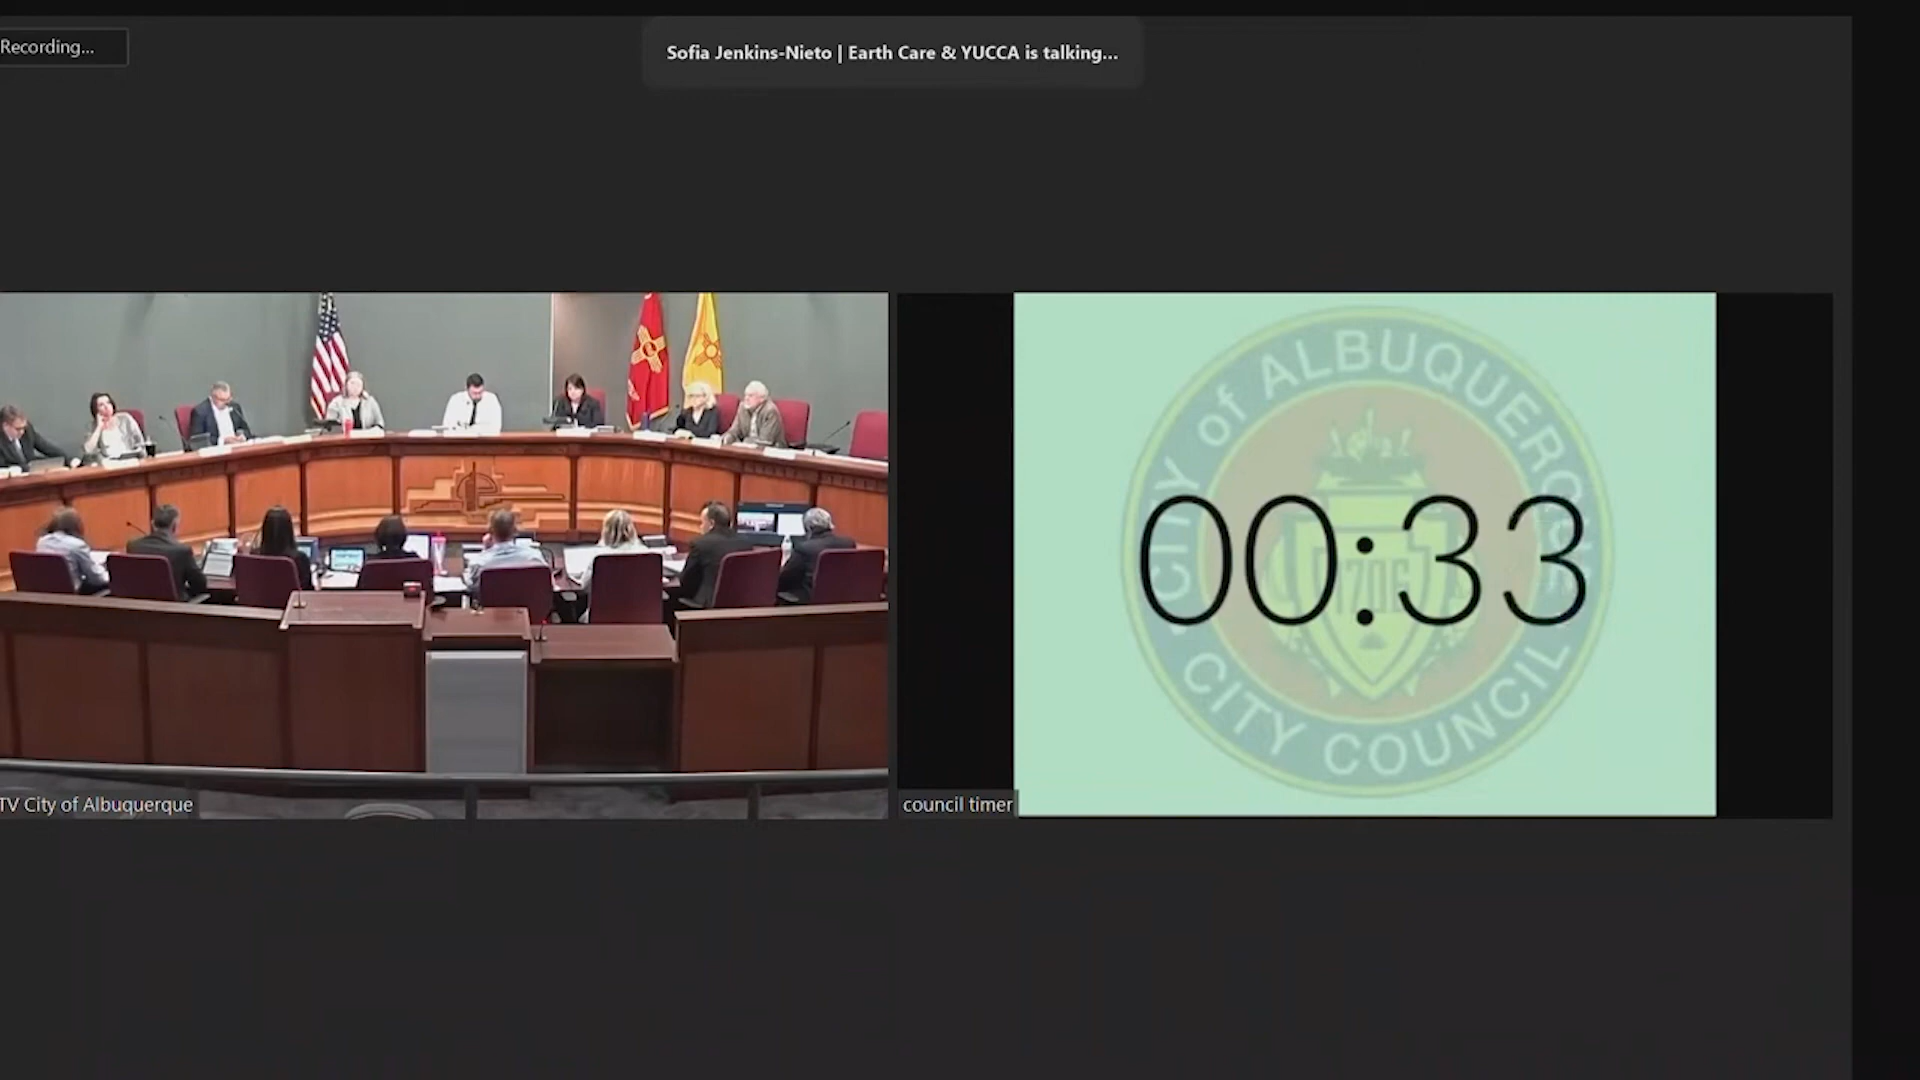 Recording...
Sofia Jenkins-Nieto | Earth Care & YUCCA is talking...
TV City of Albuquerque
council timer
CITY of ALBUQUERQUE
1706
00:33
CITY COUNCIL